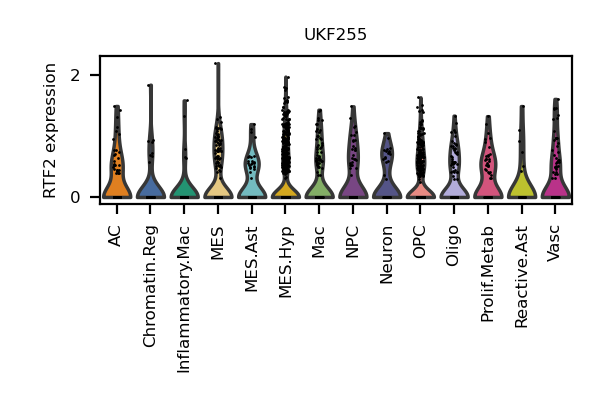 UKF255
RTF2 expression
2
0
AC
Chromatin.Reg
Inflammatory.Mac
MES
MES.Ast
MES.Hyp
Mac
NPC
Neuron
OPC
Oligo
Prolif.Metab
Reactive.Ast
Vasc